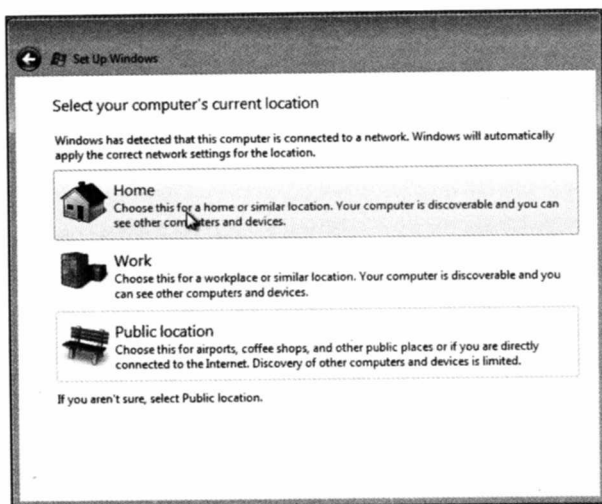 Set Up Windows
Select your computer's current location
Windows has detected that this computer is connected to a network. Windows will automatically
apply the correct network settings for the location.
Home
Choose this for a home or similar location. Your computer is discoverable and you can
see other computers and devices.
Work
Choose this for a workplace or similar location. Your computer is discoverable and you
can see other computers and devices.
Public location
Choose this for airports, coffee shops, and other public places or if you are directly
connected to the Internet. Discovery of other computers and devices is limited.
If you aren't sure, select Public location.